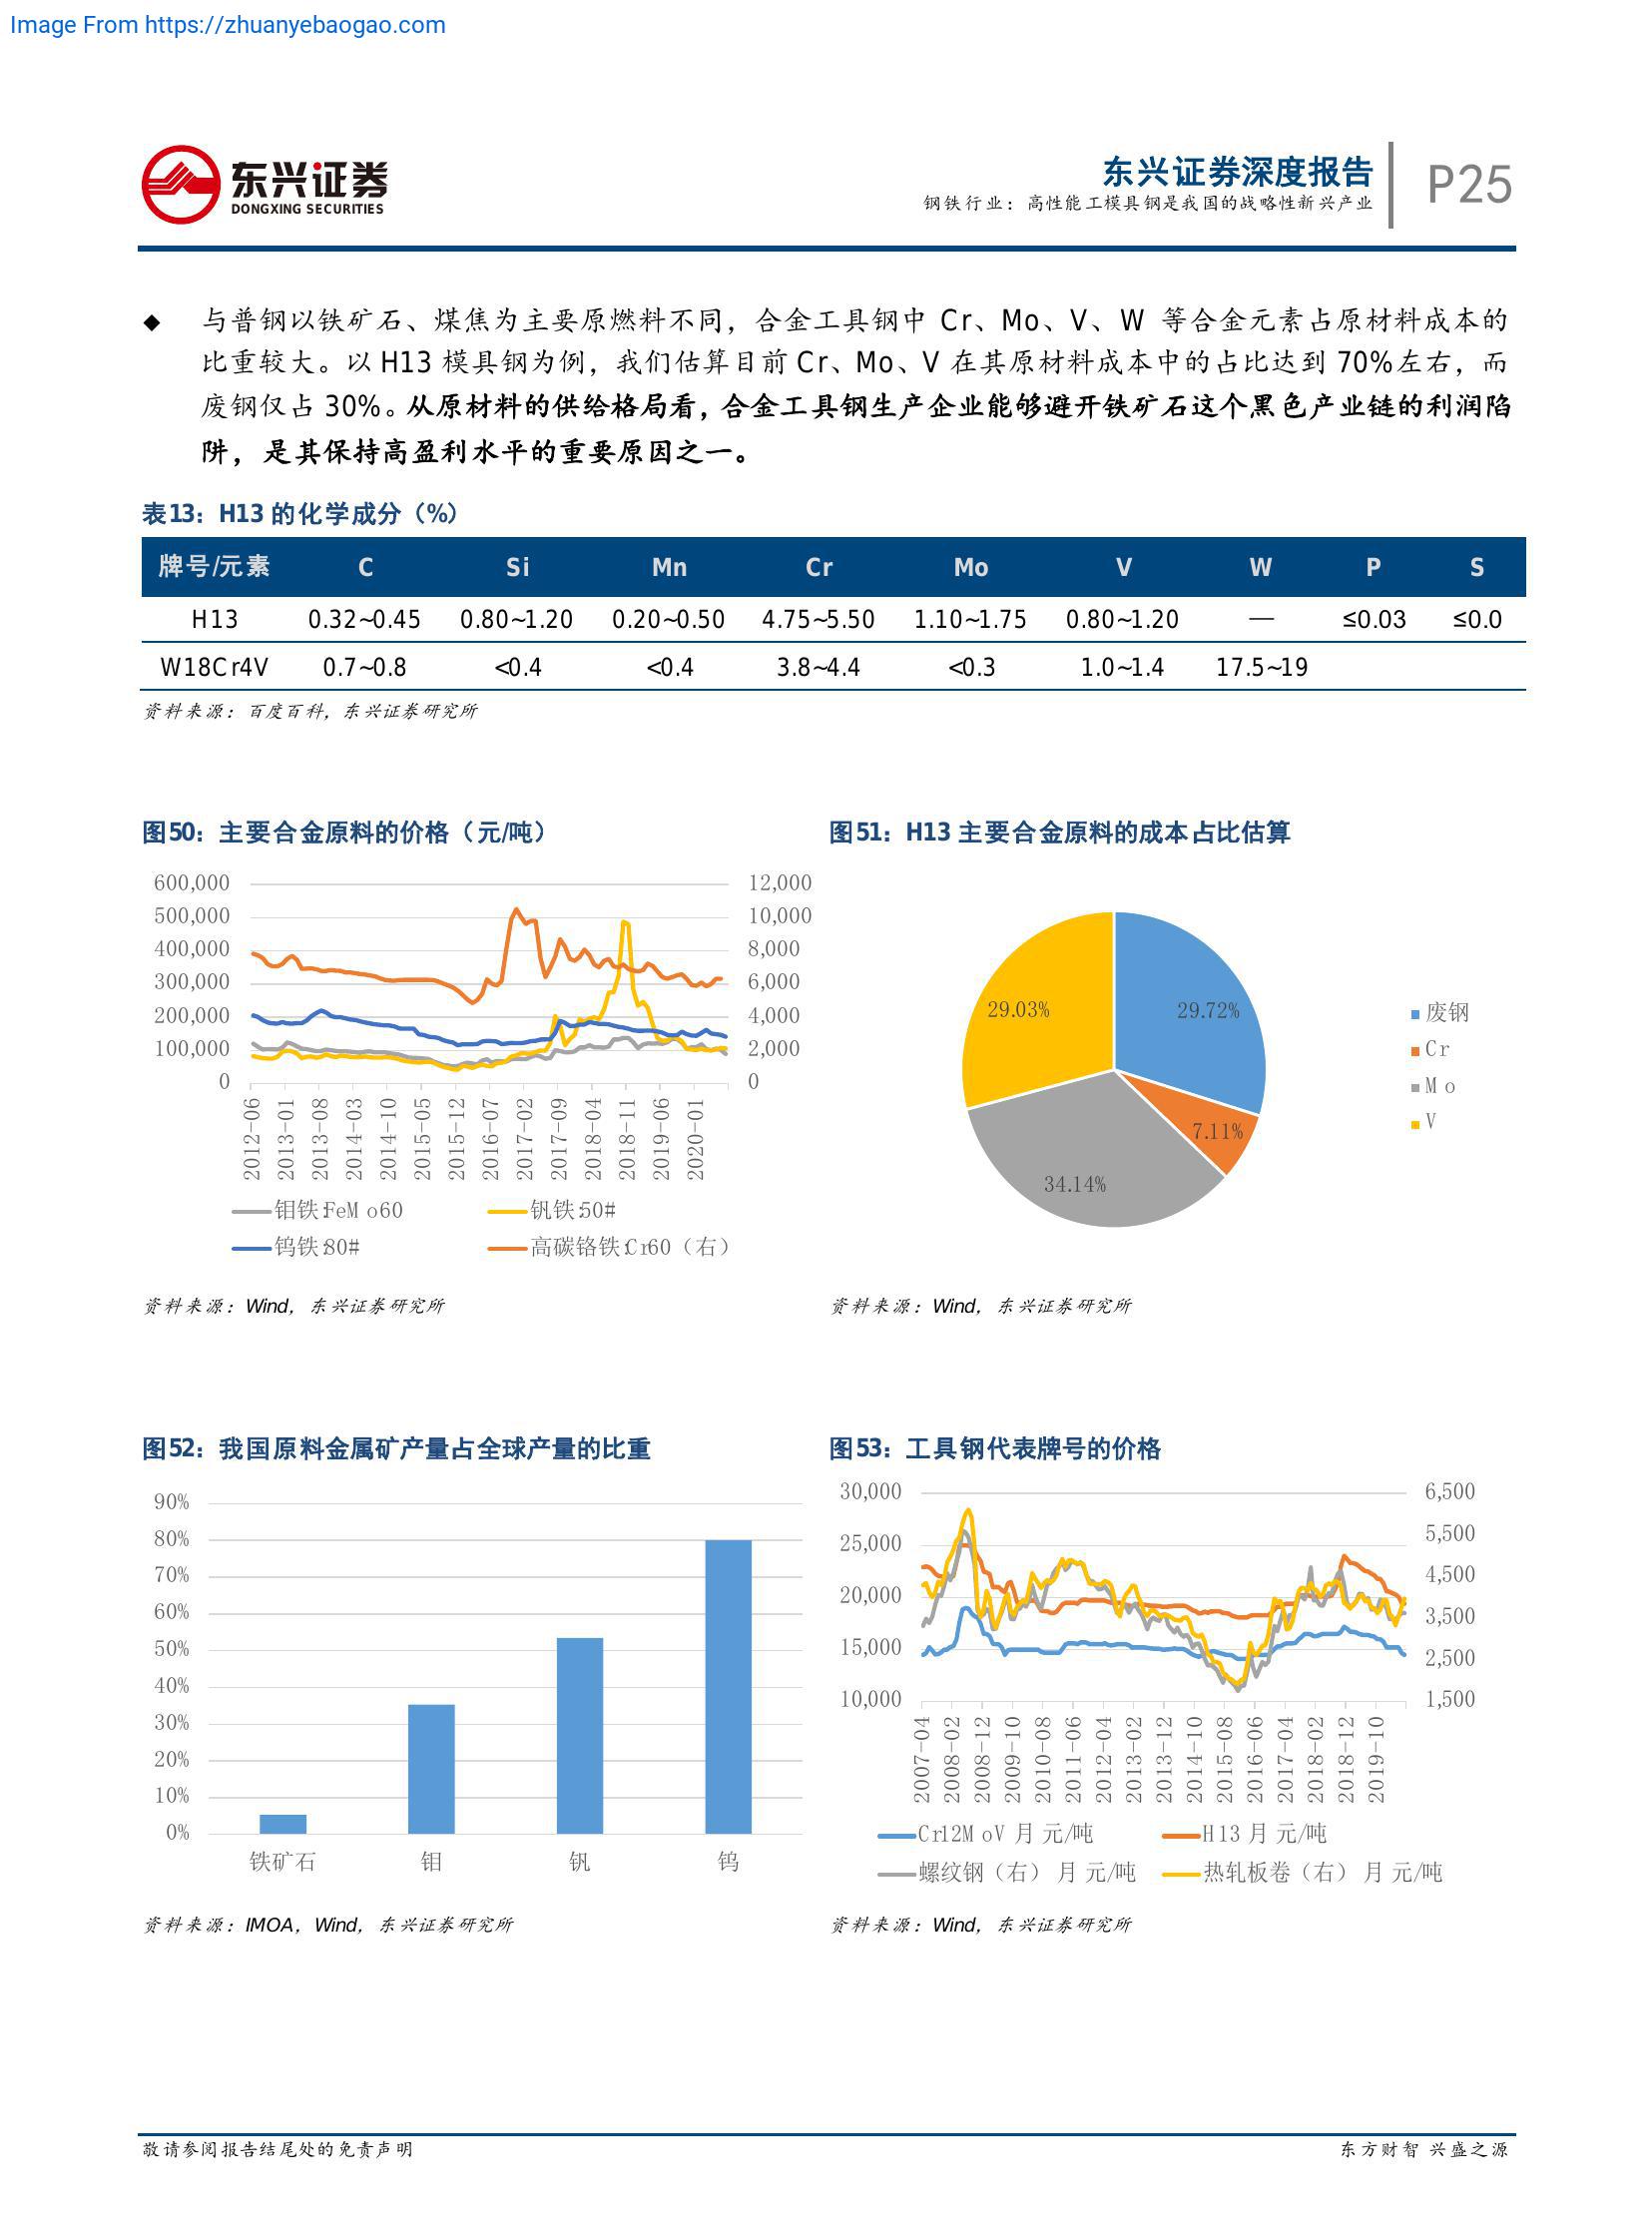 Image From https://zhuanyebaogao.com
东兴证券
DONGXING SECURITIES
东兴证券深度报告
钢铁行业：高性能工模具钢是我国的战略性新兴产业
P25
◆ 与普钢以铁矿石、煤焦为主要原燃料不同，合金工具钢中 Cr、Mo、V、W 等合金元素占原材料成本的
比重较大。以 H13 模具钢为例，我们估算目前 Cr、Mo、V 在其原材料成本中的占比达到 70%左右，而
废钢仅占 30%。从原材料的供给格局看，合金工具钢生产企业能够避开铁矿石这个黑色产业链的利润陷
阱，是其保持高盈利水平的重要原因之一。
表13：H13 的化学成分（%）
牌号/元素 C Si Mn Cr Mo V W P S
H13 0.32~0.45 0.80~1.20 0.20~0.50 4.75~5.50 1.10~1.75 0.80~1.20 — ≤0.03 ≤0.0
W18Cr4V 0.7~0.8 <0.4 <0.4 3.8~4.4 <0.3 1.0~1.4 17.5~19
资料来源：百度百科，东兴证券研究所
图50：主要合金原料的价格（元/吨）
600,000 12,000
500,000 10,000
400,000 8,000
300,000 6,000
200,000 4,000
100,000 2,000
0 0
2012-06 2013-01 2013-08 2014-03 2014-10 2015-05 2015-12 2016-07 2017-02 2017-09 2018-04 2018-11 2019-06 2020-01
钼铁:FeMo60 钒铁:50#
钨铁:80# 高碳铬铁:Cr60（右）
资料来源：Wind，东兴证券研究所
图51：H13 主要合金原料的成本占比估算
29.03% 29.72%
7.11%
34.14%
废钢
Cr
Mo
V
资料来源：Wind，东兴证券研究所
图52：我国原料金属矿产量占全球产量的比重
90%
80%
70%
60%
50%
40%
30%
20%
10%
0%
铁矿石 钼 钒 钨
资料来源：IMOA，Wind，东兴证券研究所
图53：工具钢代表牌号的价格
30,000 6,500
25,000 5,500
20,000 4,500
15,000 3,500
10,000 2,500
1,500
2007-04 2008-02 2008-12 2009-10 2010-08 2011-06 2012-04 2013-02 2013-12 2014-10 2015-08 2016-06 2017-04 2018-02 2018-12 2019-10
Cr12MoV 月 元/吨 H13 月 元/吨
螺纹钢（右） 月 元/吨 热轧板卷（右） 月 元/吨
资料来源：Wind，东兴证券研究所
敬请参阅报告结尾处的免责声明
东方财智 兴盛之源